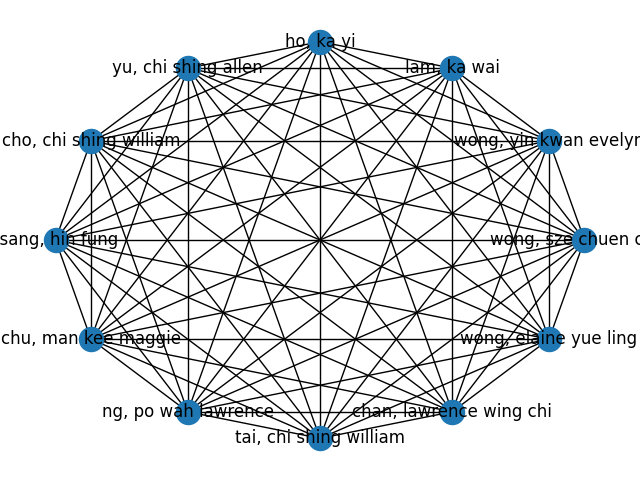 ho, ka yi
yu, chi shing allen
lam, ka wai
cho, chi shing william
wong, yin kwan evelyn
sang, hin fung
wong, sze chuen
chu, man kee maggie
wong, elaine yue ling
ng, po wah lawrence
chan, lawrence wing chi
tai, chi shing william